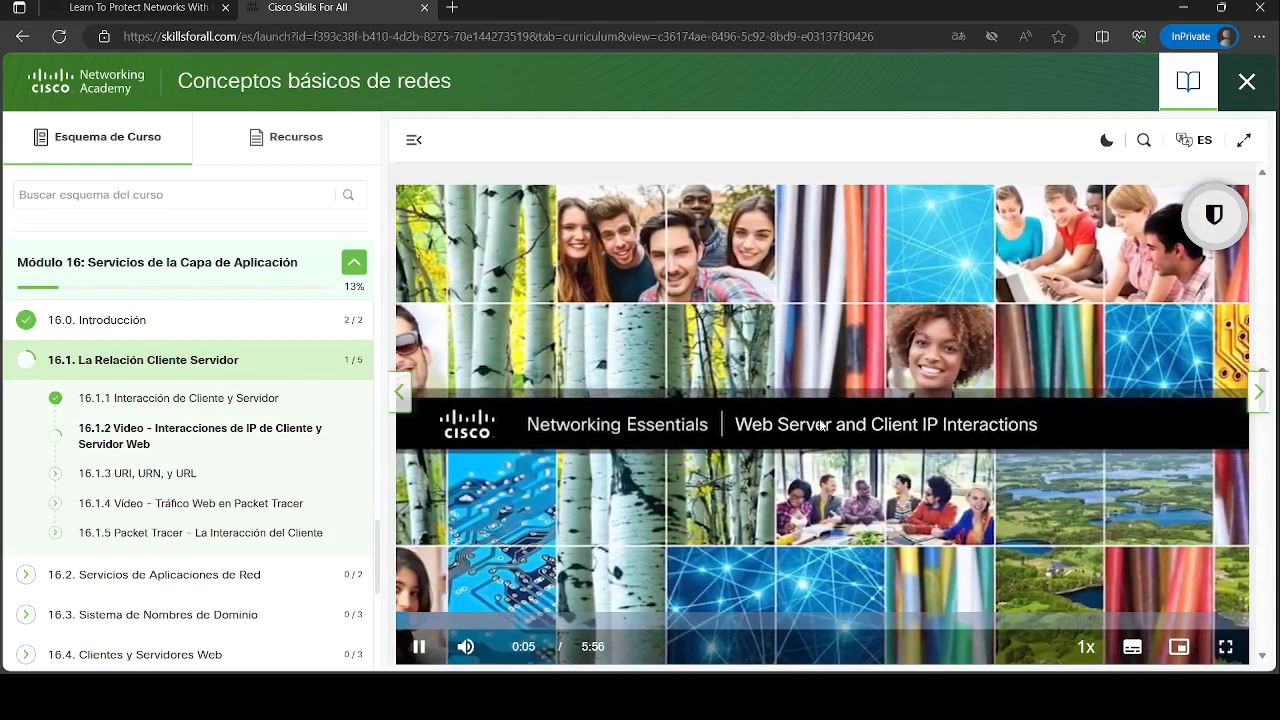 Learn To Protect Networks With
Cisco Skills For All
https://skillsforall.com/es/launch?id=f393c38f-b410-4d2b-8275-70e144273519&tab=curriculum&view=c36174ae-8496-5c92-8bd9-e03137f30426
InPrivate
CISCO Networking Academy
Conceptos básicos de redes
Esquema de Curso
Recursos
ES
Buscar esquema del curso
Módulo 16: Servicios de la Capa de Aplicación
13%
16.0. Introducción 2 / 2
16.1. La Relación Cliente Servidor 1 / 5
16.1.1 Interacción de Cliente y Servidor
16.1.2 Video - Interacciones de IP de Cliente y
Servidor Web
16.1.3 URI, URN, y URL
16.1.4 Vídeo - Tráfico Web en Packet Tracer
16.1.5 Packet Tracer - La Interacción del Cliente
16.2. Servicios de Aplicaciones de Red 0 / 2
16.3. Sistema de Nombres de Dominio 0 / 3
16.4. Clientes y Servidores Web 0 / 3
CISCO Networking Essentials | Web Server and Client IP Interactions
0:05 / 5:56
1x